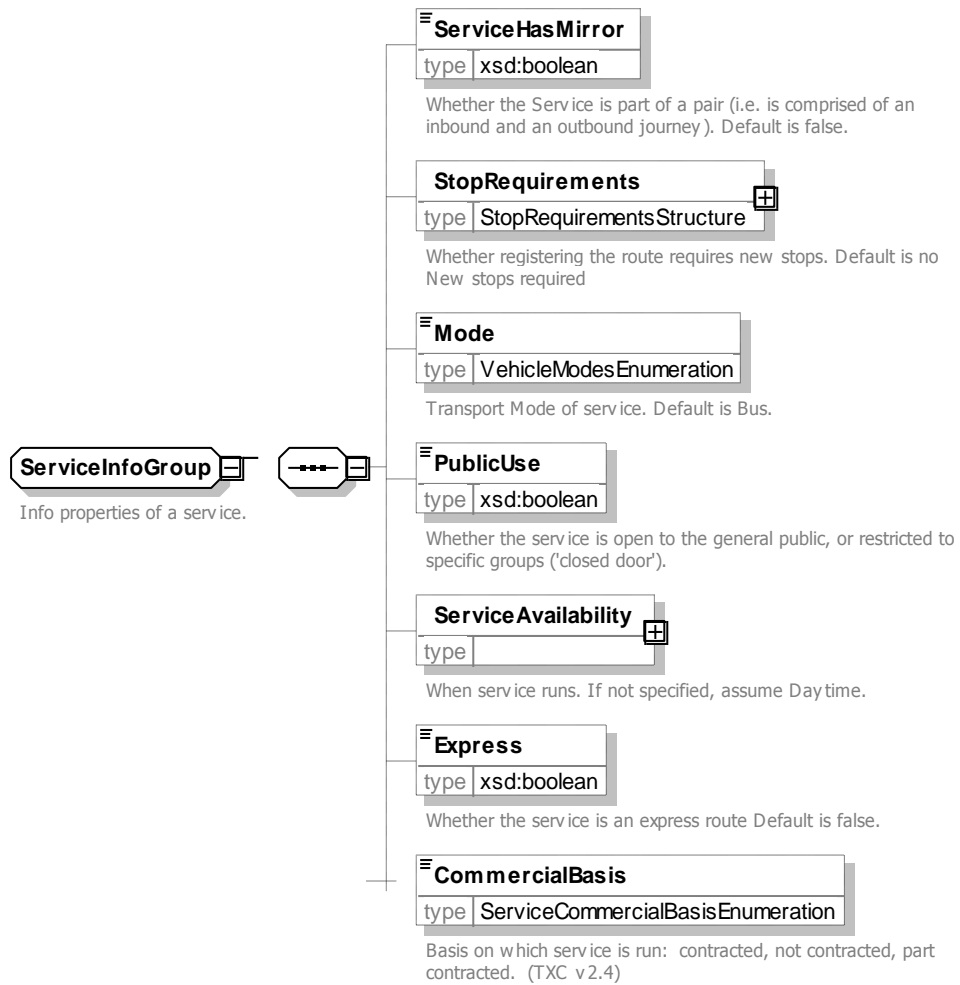 ServiceHasMirror
type xsd:boolean
Whether the Service is part of a pair (i.e. is comprised of an
inbound and an outbound journey). Default is false.
StopRequirements
type StopRequirementsStructure
Whether registering the route requires new stops. Default is no
New stops required
Mode
type VehicleModesEnumeration
Transport Mode of service. Default is Bus.
ServiceInfoGroup
Info properties of a service.
PublicUse
type xsd:boolean
Whether the service is open to the general public, or restricted to
specific groups ('closed door').
ServiceAvailability
type
When service runs. If not specified, assume Daytime.
Express
type xsd:boolean
Whether the service is an express route Default is false.
CommercialBasis
type ServiceCommercialBasisEnumeration
Basis on which service is run: contracted, not contracted, part
contracted. (TXC v2.4)